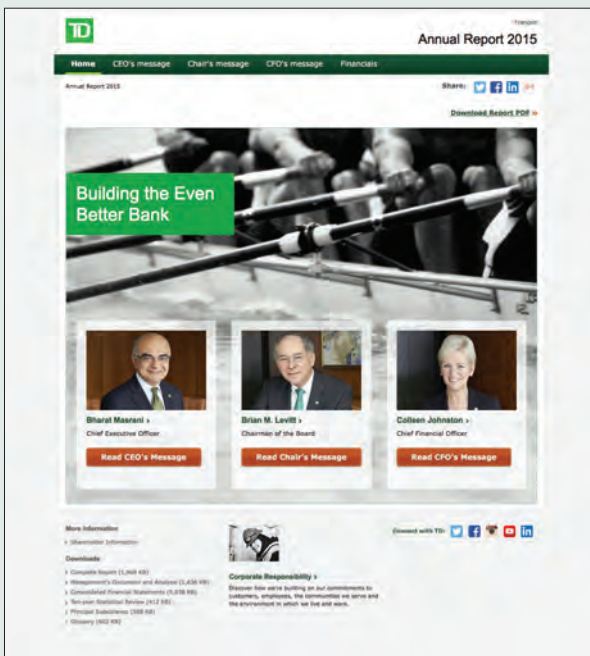 TD
Français
Annual Report 2015
Home CEO's message Chair's message CFO's message Financials
Annual Report 2015
Share:
Download Report PDF »
Building the Even
Better Bank
Bharat Masrani ›
Chief Executive Officer
Read CEO's Message
Brian M. Levitt ›
Chairman of the Board
Read Chair's Message
Colleen Johnston ›
Chief Financial Officer
Read CFO's Message
More Information
› Shareholder Information
Downloads
› Complete Report
› Management's Document and Analysis
› Consolidated Financial Statements
› Ten-year Statistical Review (412 KB)
› Principal Subsidiaries
› Glossary
Corporate Responsibility ›
Discover how we're building on our commitments to
customers, employees, the communities we serve and
the environment in which we live and work.
Connect with TD: